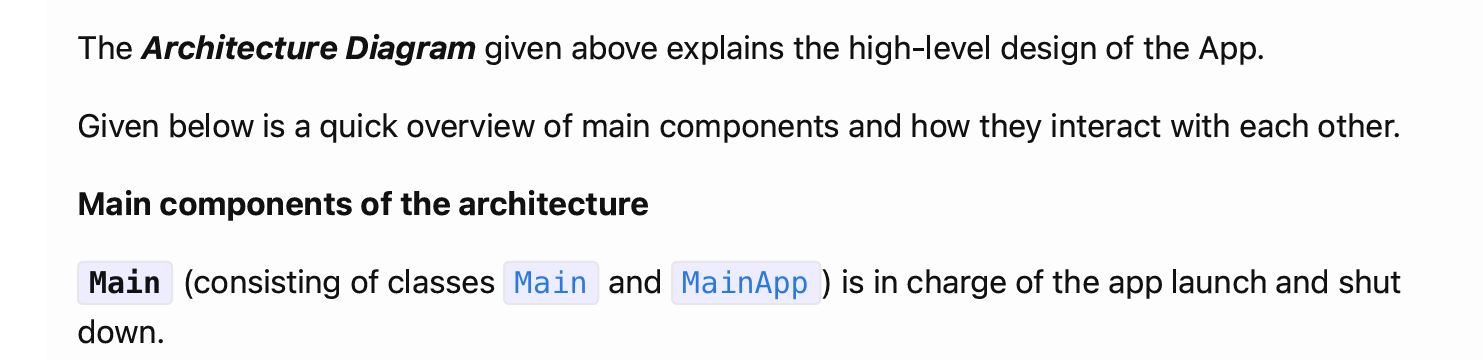 The Architecture Diagram given above explains the high-level design of the App.
Given below is a quick overview of main components and how they interact with each other.
Main components of the architecture
Main (consisting of classes Main and MainApp) is in charge of the app launch and shut
down.